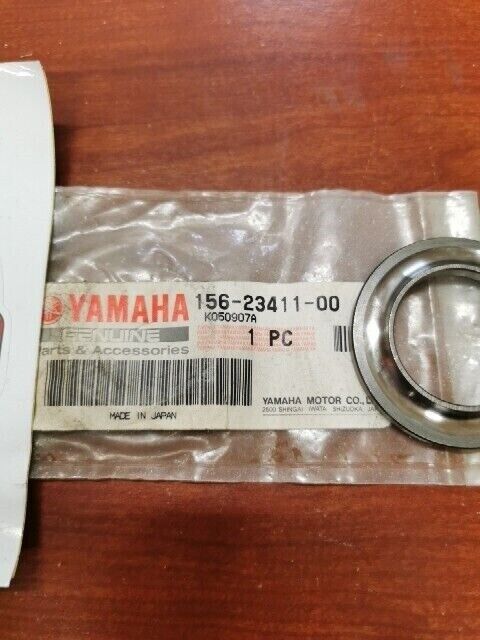 YAMAHA
GENUINE
Parts & Accessories
156-23411-00
K050907A
1 PC
MADE IN JAPAN
YAMAHA MOTOR CO.,L
2500 SHINGAI IWATA SHIZUOKA, JA